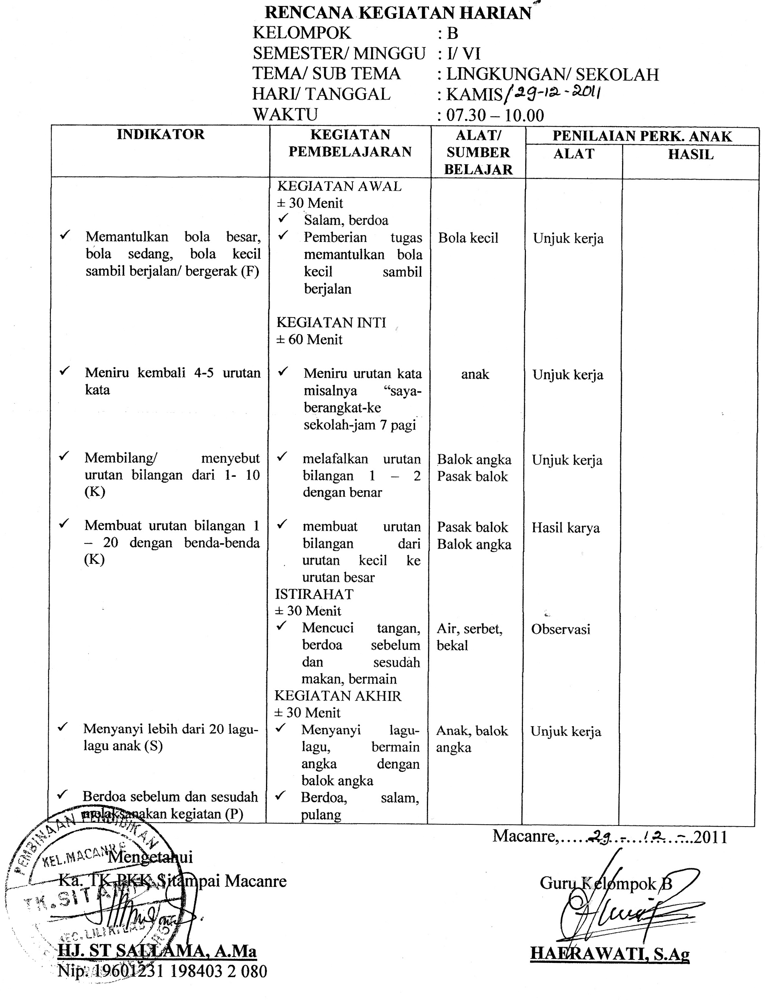 RENCANA KEGIATAN HARIAN
KELOMPOK : B
SEMESTER/ MINGGU : I/ VI
TEMA/ SUB TEMA : LINGKUNGAN/ SEKOLAH
HARI/ TANGGAL : KAMIS/29-12-2011
WAKTU : 07.30 – 10.00
INDIKATOR
KEGIATAN
PEMBELAJARAN
ALAT/
SUMBER
BELAJAR
PENILAIAN PERK. ANAK
ALAT HASIL
KEGIATAN AWAL
± 30 Menit
✓ Salam, berdoa
✓ Memantulkan bola besar,
bola sedang, bola kecil
sambil berjalan/ bergerak (F)
✓ Pemberian tugas
memantulkan bola
kecil sambil
berjalan
Bola kecil
Unjuk kerja
KEGIATAN INTI
± 60 Menit
✓ Meniru kembali 4-5 urutan
kata
✓ Meniru urutan kata
misalnya “saya-
berangkat-ke
sekolah-jam 7 pagi
anak
Unjuk kerja
✓ Membilang/ menyebut
urutan bilangan dari 1- 10
(K)
✓ melafalkan urutan
bilangan 1 – 2
dengan benar
Balok angka
Pasak balok
Unjuk kerja
✓ Membuat urutan bilangan 1
– 20 dengan benda-benda
(K)
✓ membuat urutan
bilangan dari
urutan kecil ke
urutan besar
Pasak balok
Balok angka
Hasil karya
ISTIRAHAT
± 30 Menit
✓ Mencuci tangan,
berdoa sebelum
dan sesudah
makan, bermain
Air, serbet,
bekal
Observasi
KEGIATAN AKHIR
± 30 Menit
✓ Menyanyi lebih dari 20 lagu-
lagu anak (S)
✓ Menyanyi lagu-
lagu, bermain
angka dengan
balok angka
Anak, balok
angka
Unjuk kerja
✓ Berdoa sebelum dan sesudah
melaksanakan kegiatan (P)
✓ Berdoa, salam,
pulang
Macanre,.....29.-..12..-..2011
Mengetahui
Ka. TK PKK Sitampai Macanre
Guru Kelompok B
PEMBINAAN PENDIDIKAN
KEL.MACANRE
TK.SITAMPAI
KEC.LILIR
HJ. ST SALLAMA, A.Ma
Nip. 19601231 198403 2 080
HAERAWATI, S.Ag